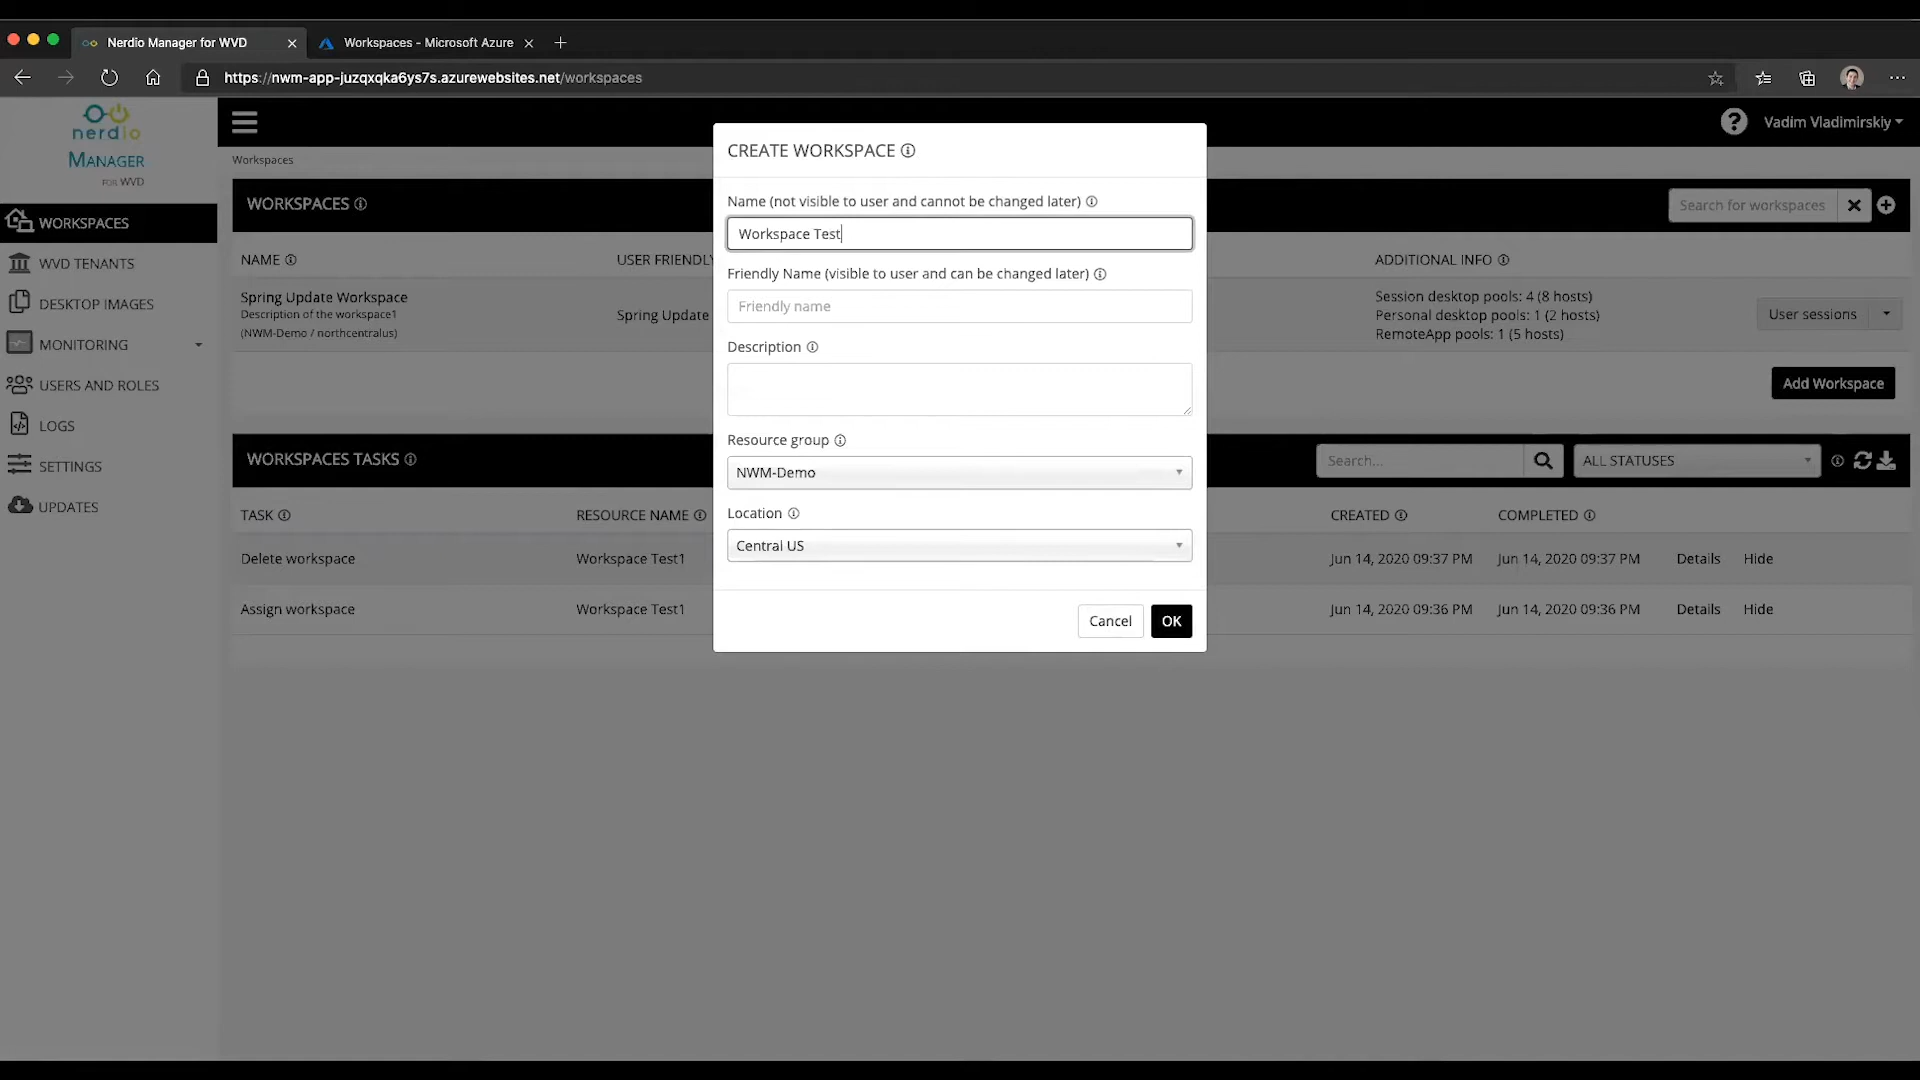 Nerdio Manager for WVD
Workspaces - Microsoft Azure
https://nwm-app-juzqxqka6ys7s.azurewebsites.net/workspaces
nerdio
MANAGER
FOR WVD
Vadim Vladimirskiy
WORKSPACES
WVD TENANTS
DESKTOP IMAGES
MONITORING
USERS AND ROLES
LOGS
SETTINGS
UPDATES
Workspaces
WORKSPACES
Search for workspaces
NAME
USER FRIENDLY
ADDITIONAL INFO
Spring Update Workspace
Description of the workspace1
(NWM-Demo / northcentralus)
Spring Update
Session desktop pools: 4 (8 hosts)
Personal desktop pools: 1 (2 hosts)
RemoteApp pools: 1 (5 hosts)
User sessions
Add Workspace
WORKSPACES TASKS
Search...
ALL STATUSES
TASK
RESOURCE NAME
CREATED
COMPLETED
Delete workspace
Workspace Test1
Jun 14, 2020 09:37 PM
Jun 14, 2020 09:37 PM
Details
Hide
Assign workspace
Workspace Test1
Jun 14, 2020 09:36 PM
Jun 14, 2020 09:36 PM
Details
Hide
CREATE WORKSPACE
Name (not visible to user and cannot be changed later)
Workspace Test
Friendly Name (visible to user and can be changed later)
Friendly name
Description
Resource group
NWM-Demo
Location
Central US
Cancel
OK